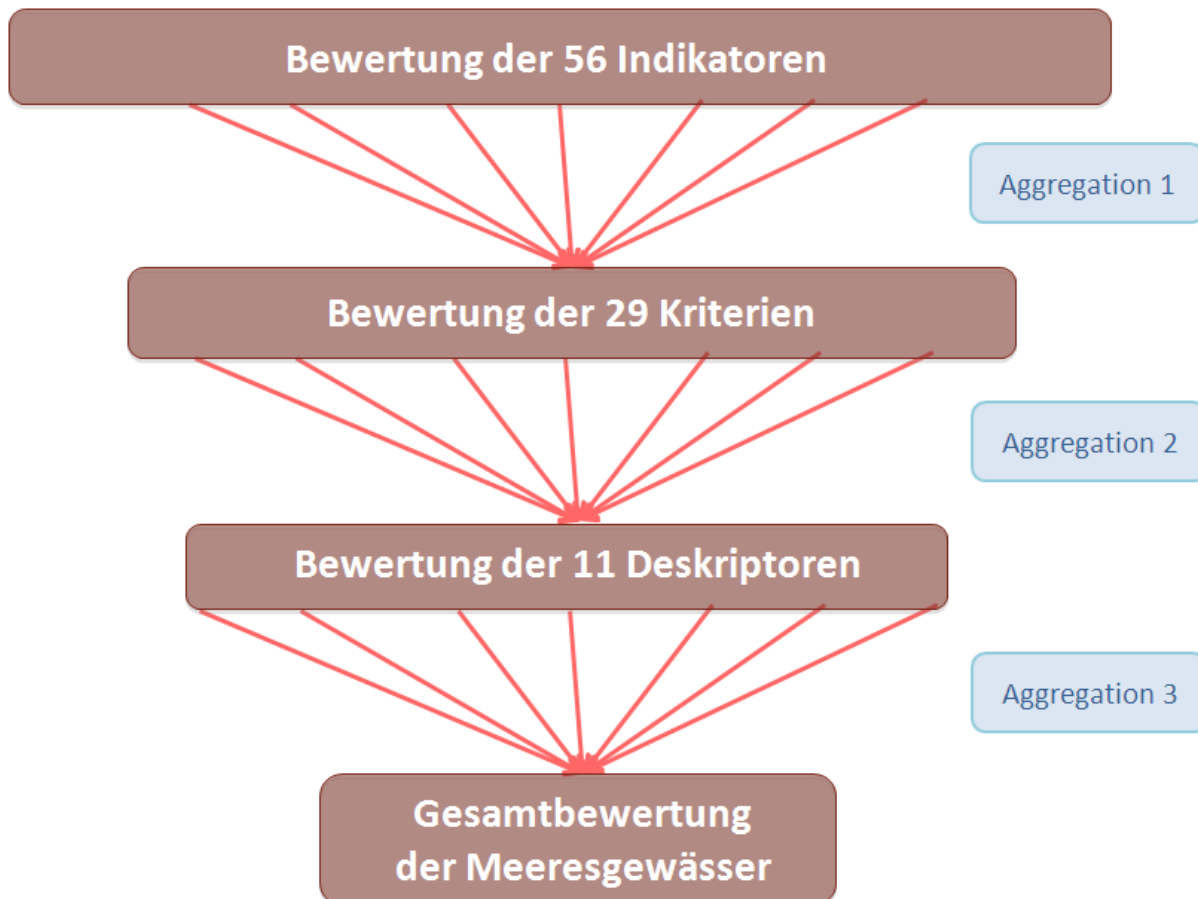 Bewertung der 56 Indikatoren
Aggregation 1
Bewertung der 29 Kriterien
Aggregation 2
Bewertung der 11 Deskriptoren
Aggregation 3
Gesamtbewertung
der Meeresgewässer